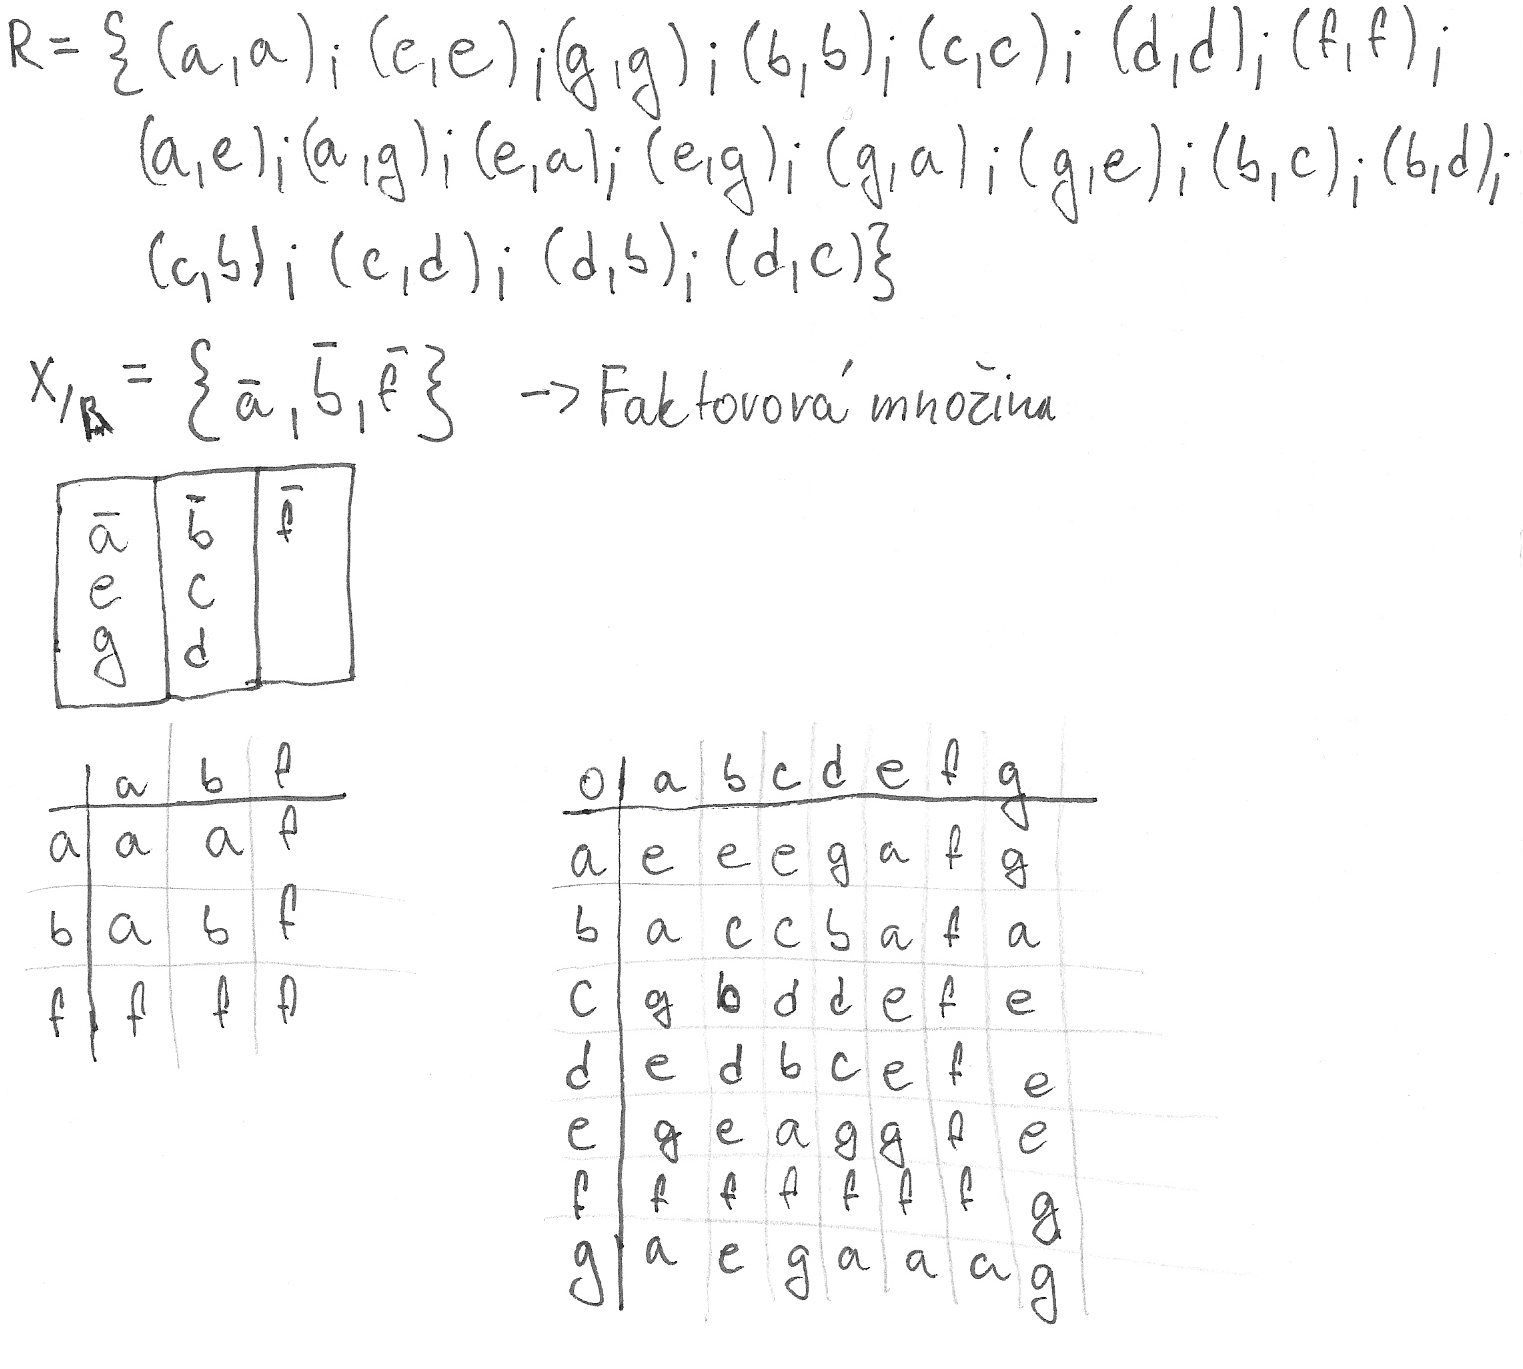 R = {(a,a); (e,e); (g,g); (b,b); (c,c); (d,d); (f,f);
(a,e); (a,g); (e,a); (e,g); (g,a); (g,e); (b,c); (b,d);
(c,b); (c,d); (d,b); (d,c)}
X/R = {ā, b̄, f̄} -> Faktorová množina
ā b̄ f̄
e c
g d
a b f
a a a f
b a b f
f f f f
o a b c d e f g
a e e e g a f g
b a c c b a f a
c g b d d e f e
d e d b c e f e
e g e a g g f e
f f f f f f f g
g a e g a a a g